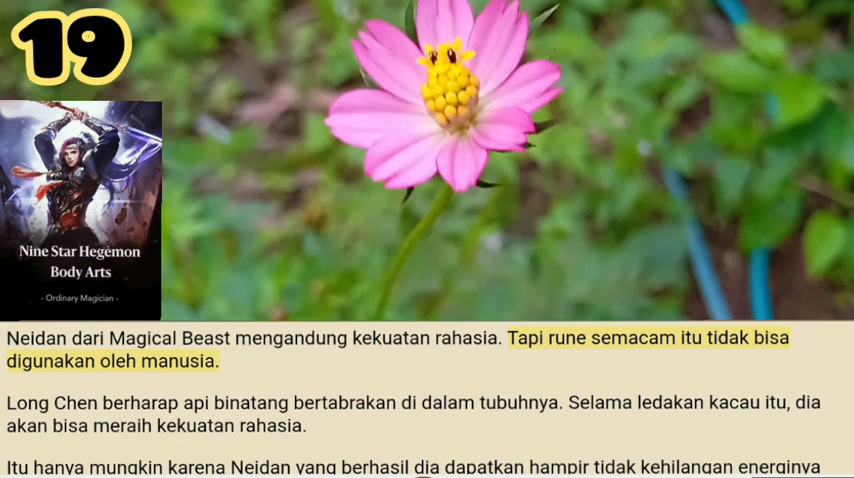 19
Nine Star Hegemon
Body Arts
- Ordinary Magician -
Neidan dari Magical Beast mengandung kekuatan rahasia. Tapi rune semacam itu tidak bisa
digunakan oleh manusia.
Long Chen berharap api binatang bertabrakan di dalam tubuhnya. Selama ledakan kacau itu, dia
akan bisa meraih kekuatan rahasia.
Itu hanya mungkin karena Neidan yang berhasil dia dapatkan hampir tidak kehilangan energinya